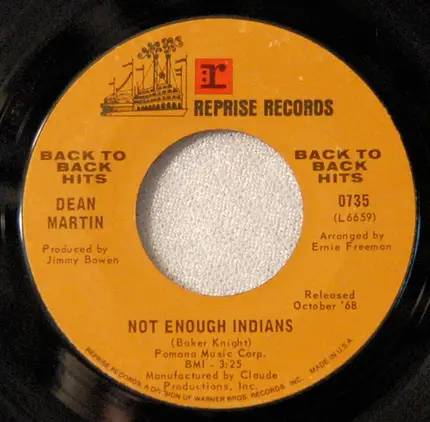 r
REPRISE RECORDS
BACK TO
BACK
HITS
DEAN
MARTIN
Produced by
Jimmy Bowen
BACK TO
BACK
HITS
0735
(L6659)
Arranged by
Ernie Freeman
Released
October '68
NOT ENOUGH INDIANS
(Baker Knight)
Pomona Music Corp.
BMI - 3:25
Manufactured by Claude
Productions, Inc.
REPRISE RECORDS, A DIVISION OF WARNER BROS. RECORDS, INC. MADE IN U.S.A.